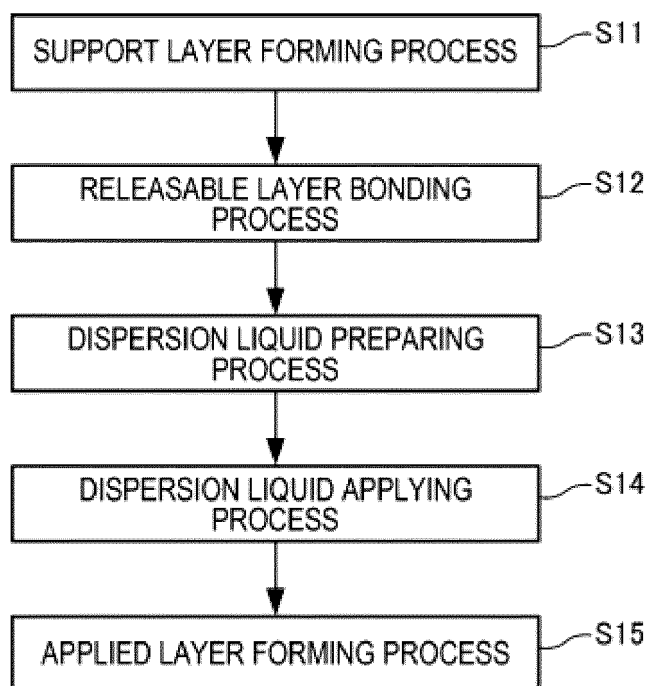 SUPPORT LAYER FORMING PROCESS
S11
RELEASABLE LAYER BONDING
PROCESS
S12
DISPERSION LIQUID PREPARING
PROCESS
S13
DISPERSION LIQUID APPLYING
PROCESS
S14
APPLIED LAYER FORMING PROCESS
S15